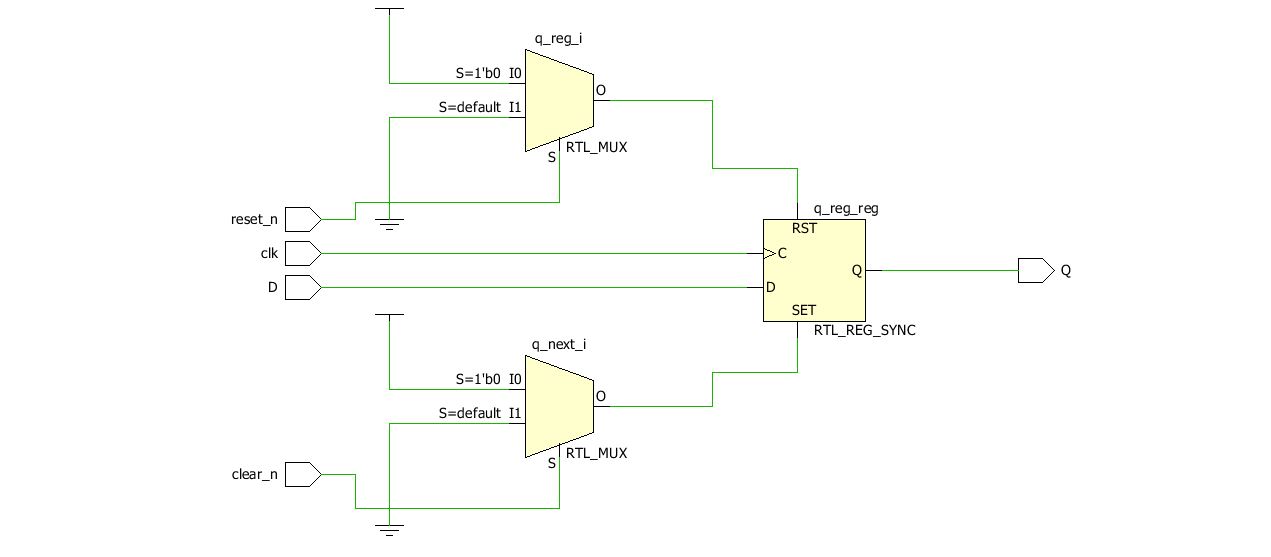 q_reg_i
S=1'b0 I0
O
S=default I1
S
RTL_MUX
reset_n
q_reg_reg
RST
clk
C
Q
Q
D
D
SET
RTL_REG_SYNC
q_next_i
S=1'b0 I0
O
S=default I1
S
RTL_MUX
clear_n